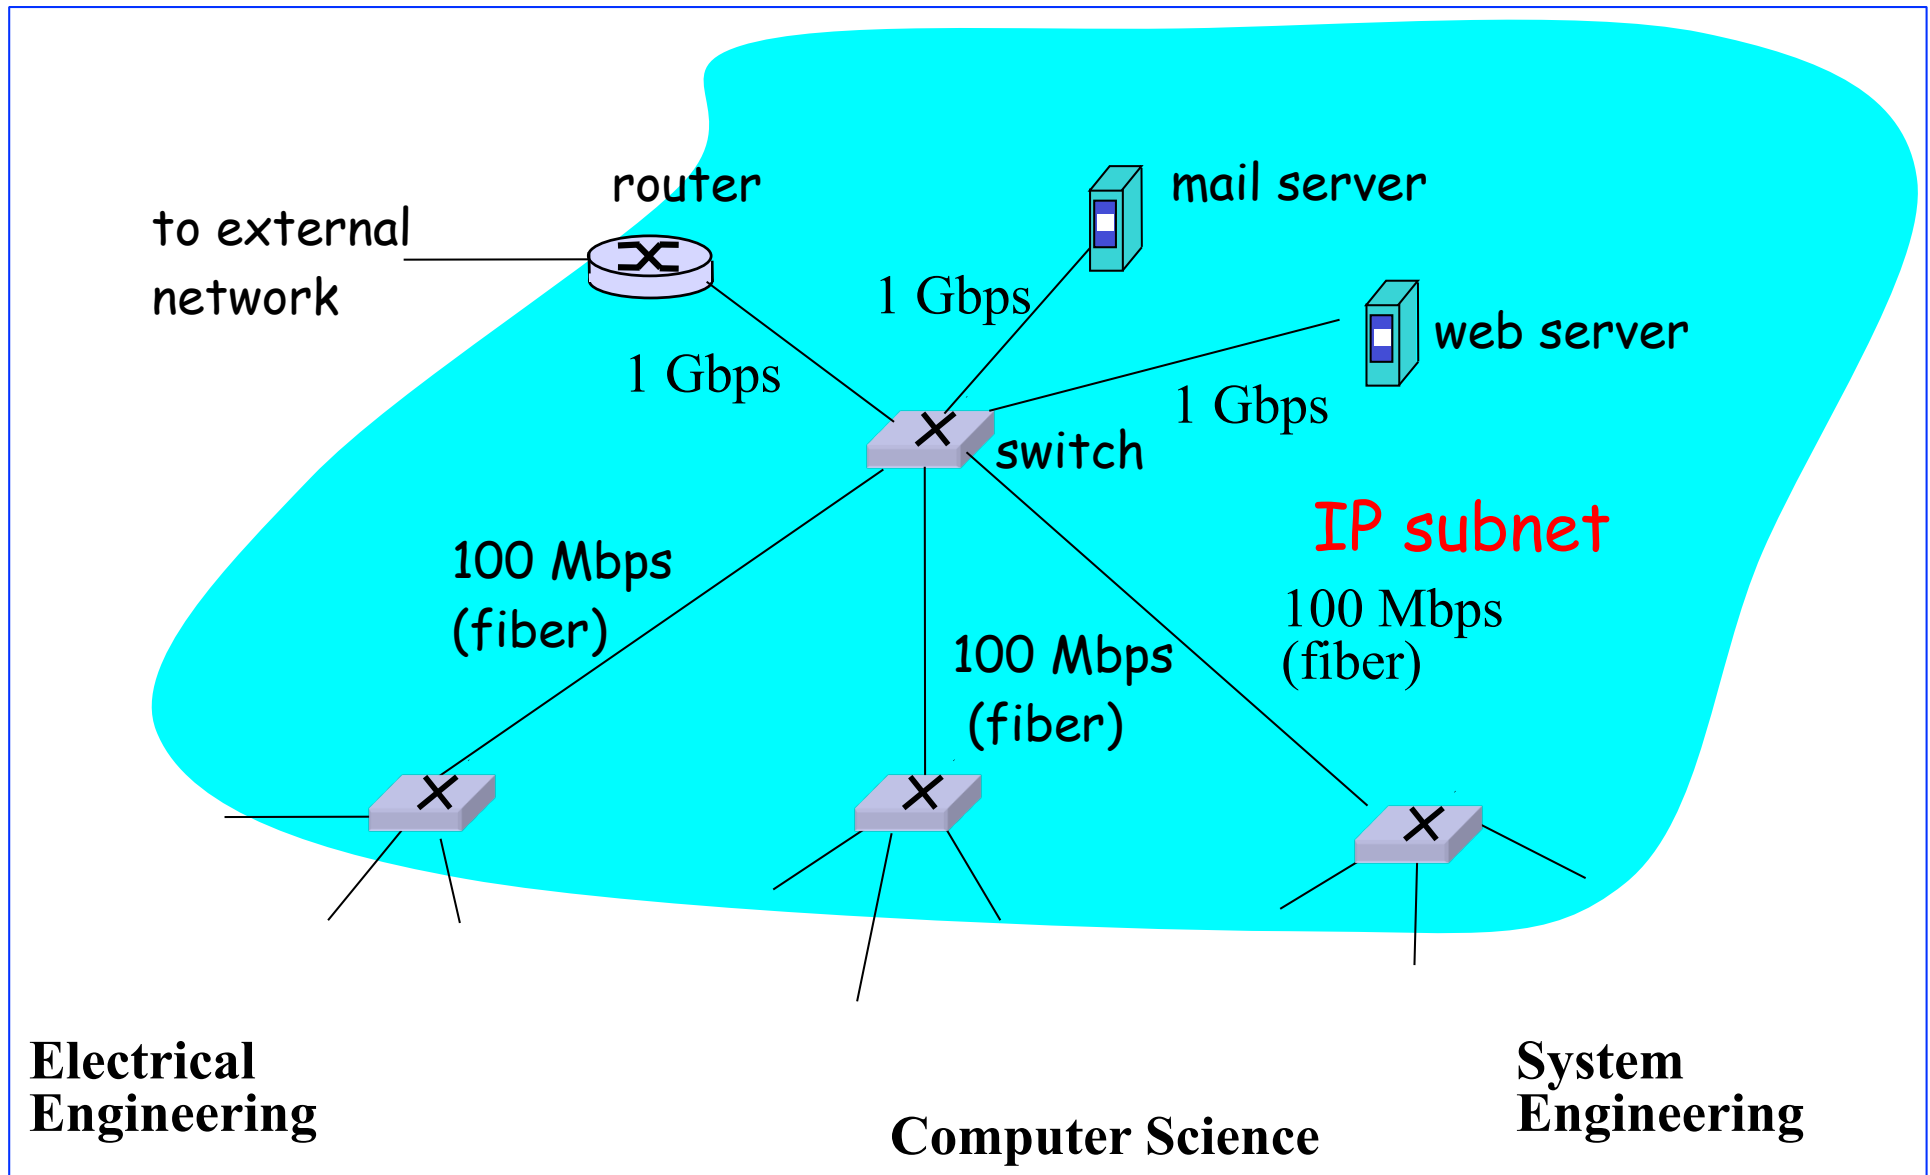 router
mail server
to external
network
1 Gbps
web server
1 Gbps
1 Gbps
switch
IP subnet
100 Mbps
(fiber)
100 Mbps
(fiber)
100 Mbps
(fiber)
Electrical
Engineering
Computer Science
System
Engineering